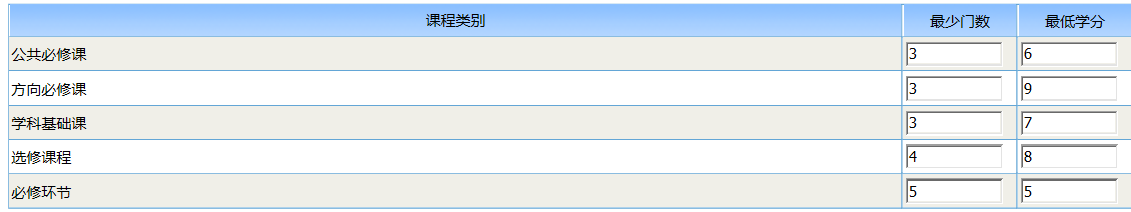 课程类别 最少门数 最低学分
公共必修课 3 6
方向必修课 3 9
学科基础课 3 7
选修课程 4 8
必修环节 5 5